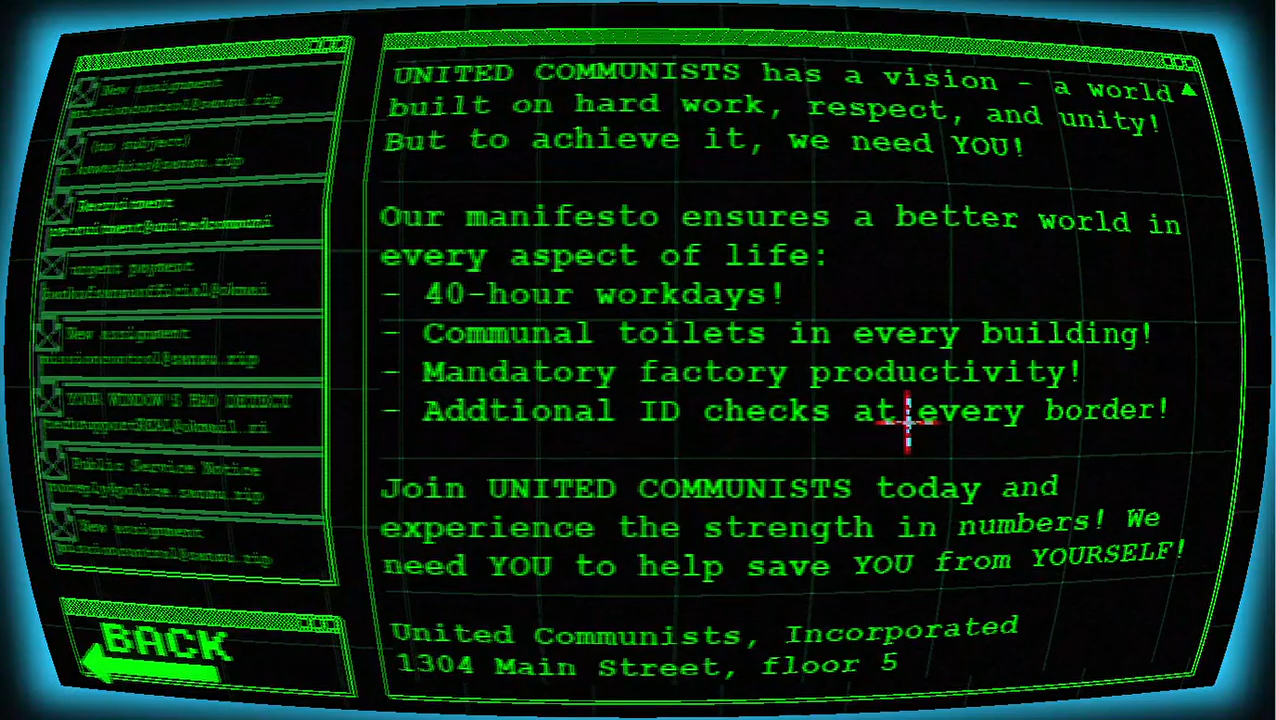 New assignment
(no subject)
Recruitment
urgent payment
New assignment
Public Service Notice
New assignment
BACK
UNITED COMMUNISTS has a vision - a world
built on hard work, respect, and unity!
But to achieve it, we need YOU!
Our manifesto ensures a better world in
every aspect of life:
- 40-hour workdays!
- Communal toilets in every building!
- Mandatory factory productivity!
- Addtional ID checks at every border!
Join UNITED COMMUNISTS today and
experience the strength in numbers! We
need YOU to help save YOU from YOURSELF!
United Communists, Incorporated
1304 Main Street, floor 5